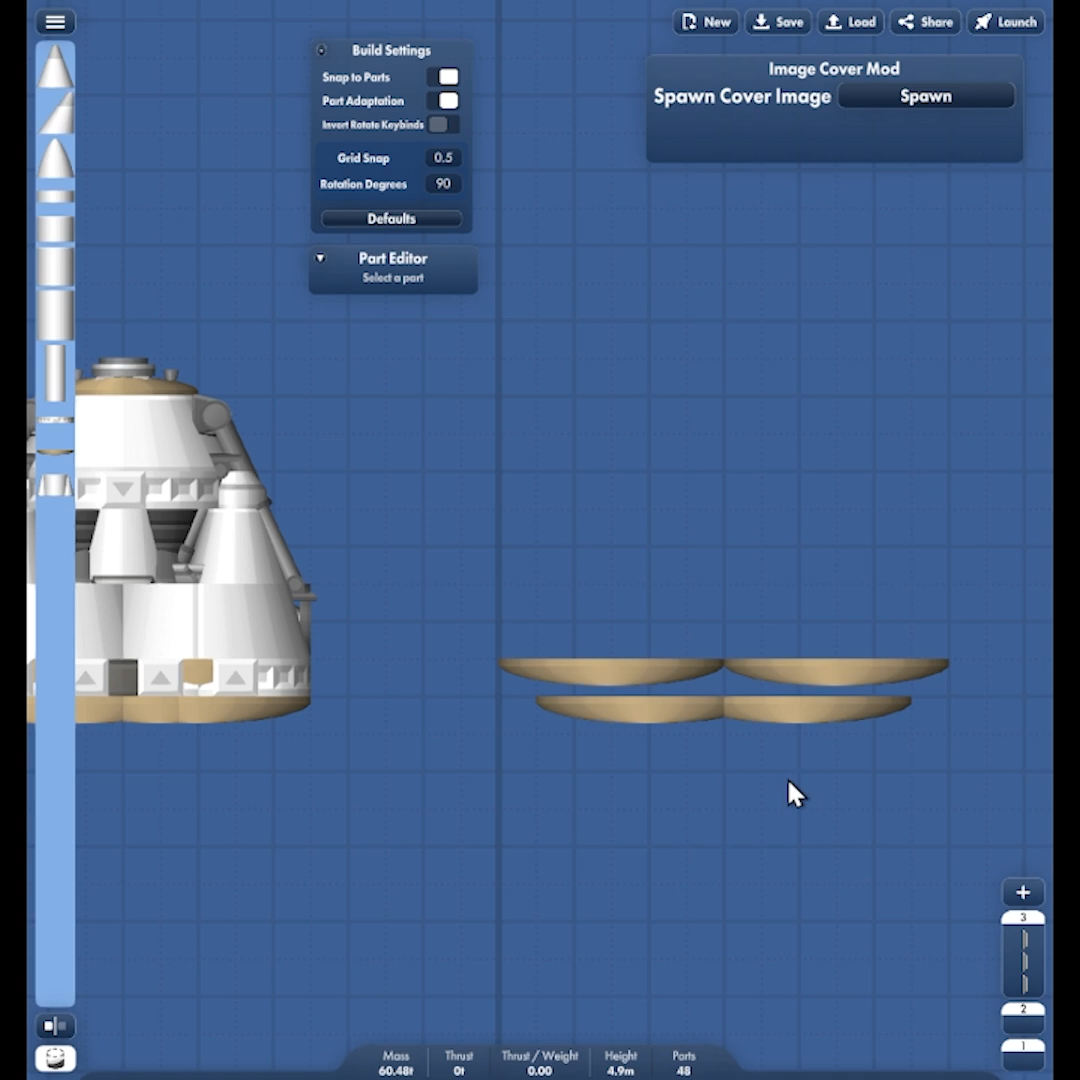 New Save Load Share Launch
Build Settings
Snap to Parts
Part Adaptation
Invert Rotate Keybinds
Grid Snap 0.5
Rotation Degrees 90
Defaults
Part Editor
Select a part
Image Cover Mod
Spawn Cover Image Spawn
+
3
2
1
Mass Thrust Thrust / Weight Height Parts
60.48t 0t 0.00 4.9m 48